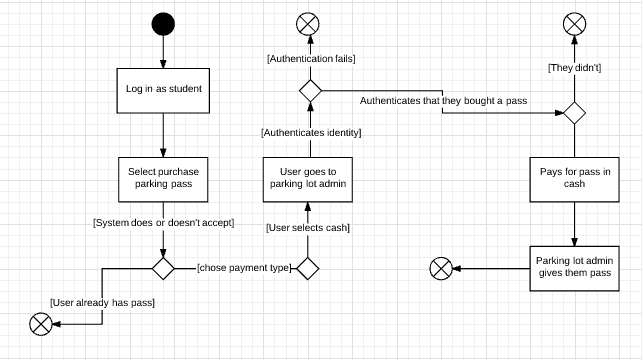 Log in as student
Select purchase
parking pass
[System does or doesn't accept]
[User already has pass]
[chose payment type]
[User selects cash]
User goes to
parking lot admin
[Authenticates identity]
[Authentication fails]
Authenticates that they bought a pass
[They didn't]
Pays for pass in
cash
Parking lot admin
gives them pass